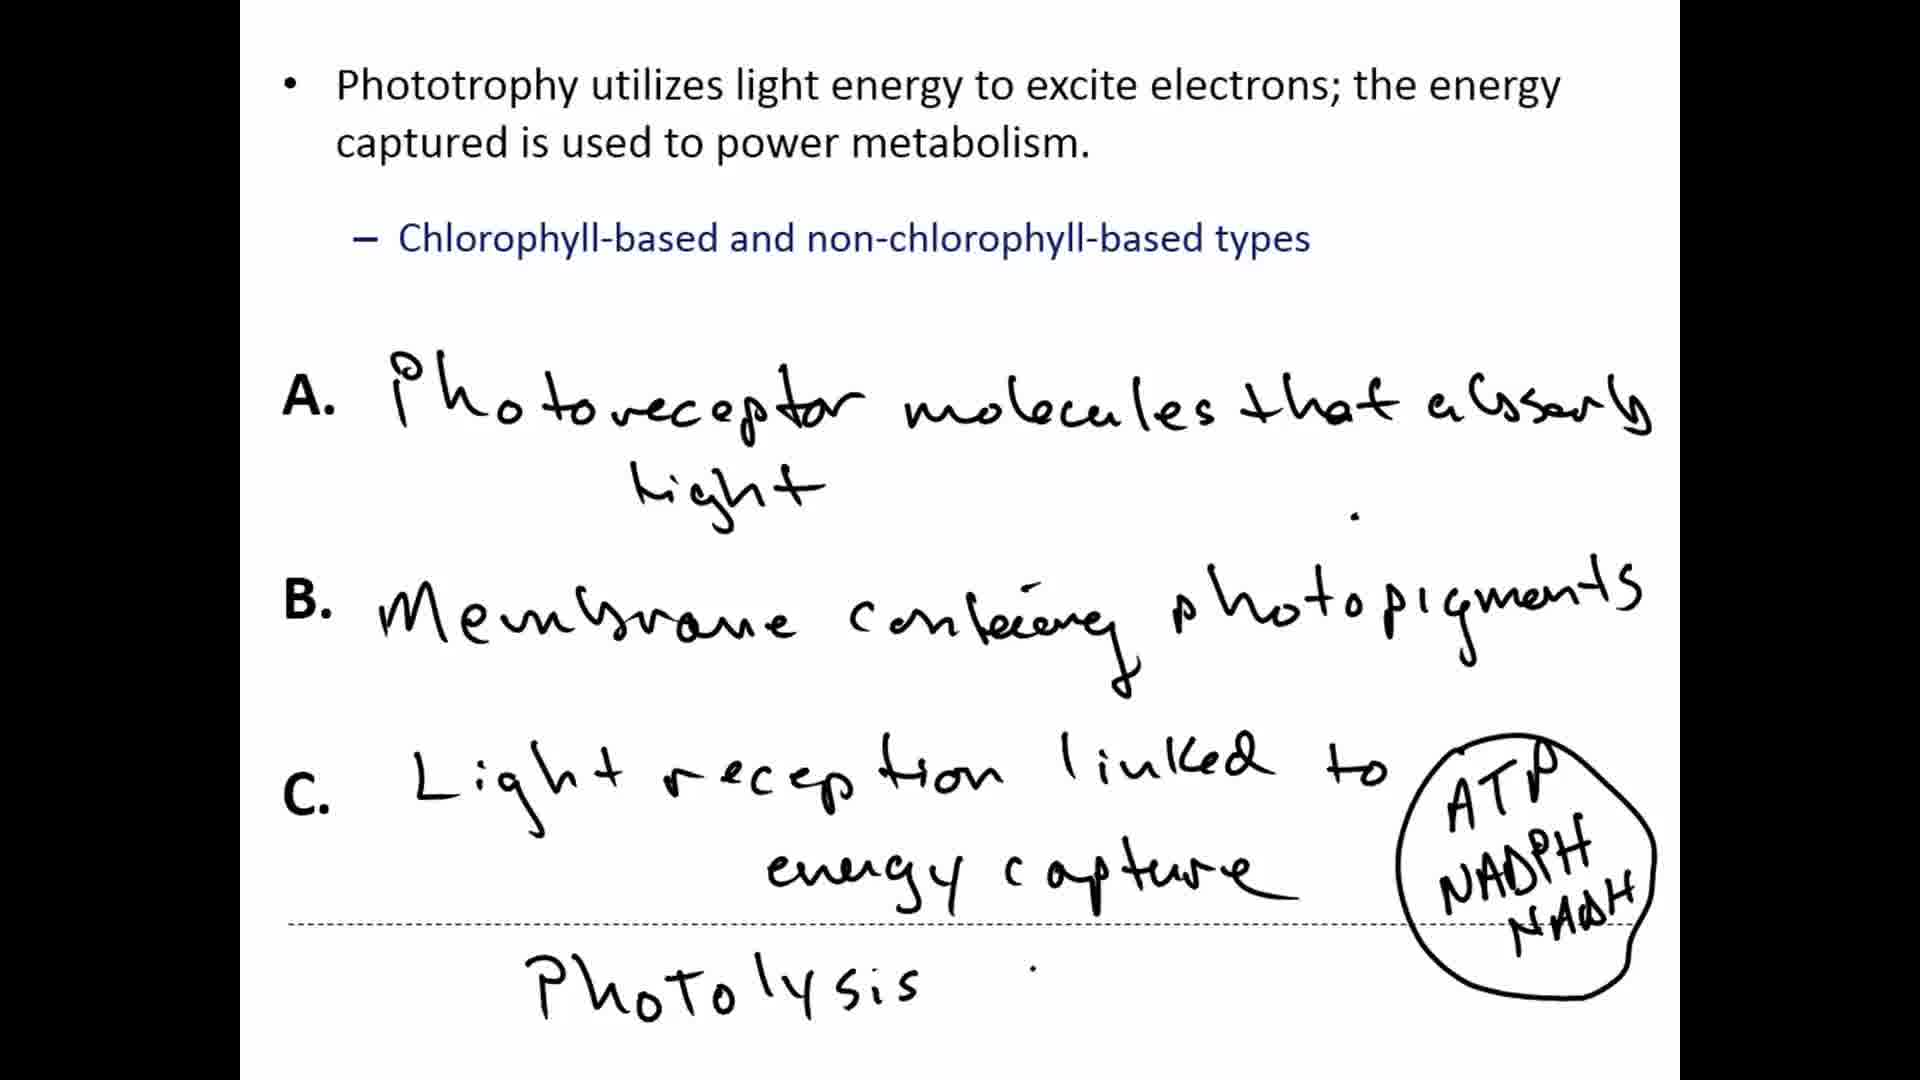 • Phototrophy utilizes light energy to excite electrons; the energy
captured is used to power metabolism.
– Chlorophyll-based and non-chlorophyll-based types
A. Photoreceptor molecules that absorb
light
B. Membrane containing photopigments
C. Light reception linked to
energy capture
ATP
NADPH
NADH
Photolysis